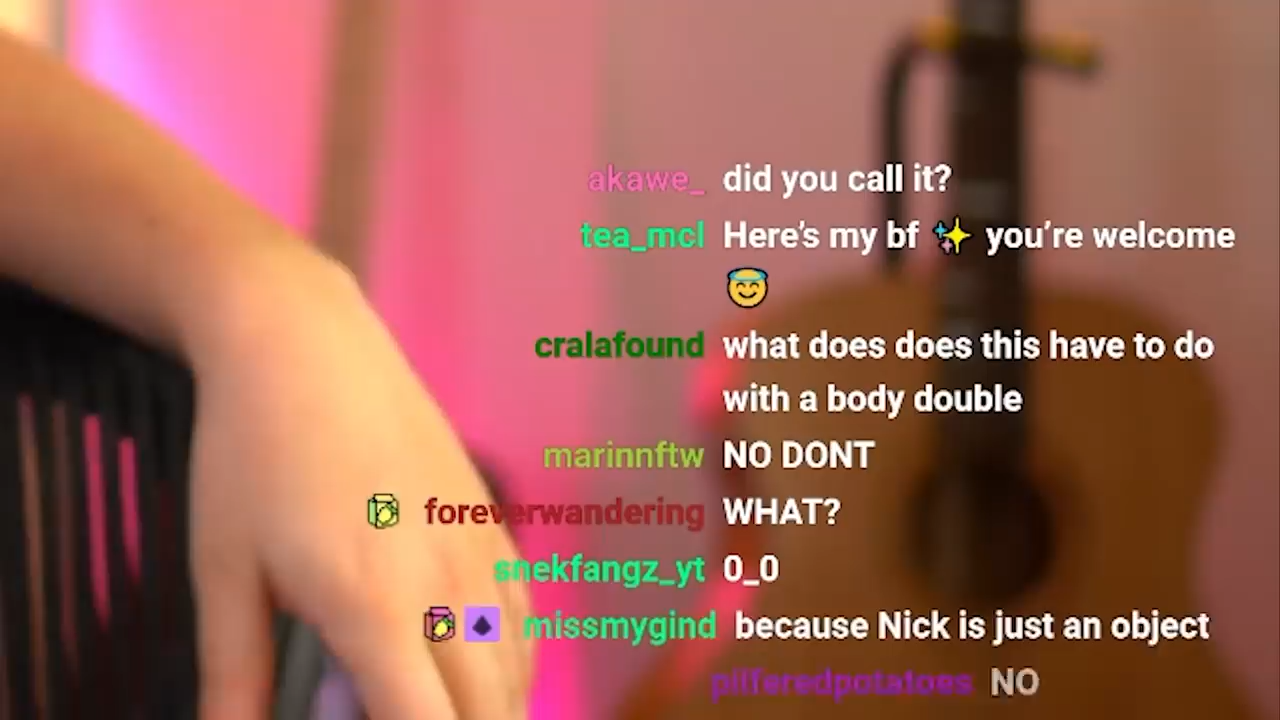 akawe_ did you call it?
tea_mcl Here's my bf ✨ you're welcome
😇
cralafound what does does this have to do
with a body double
marinnftw NO DONT
foreverwandering WHAT?
snekfangz_yt 0_0
missmygind because Nick is just an object
pilferedpotatoes NO